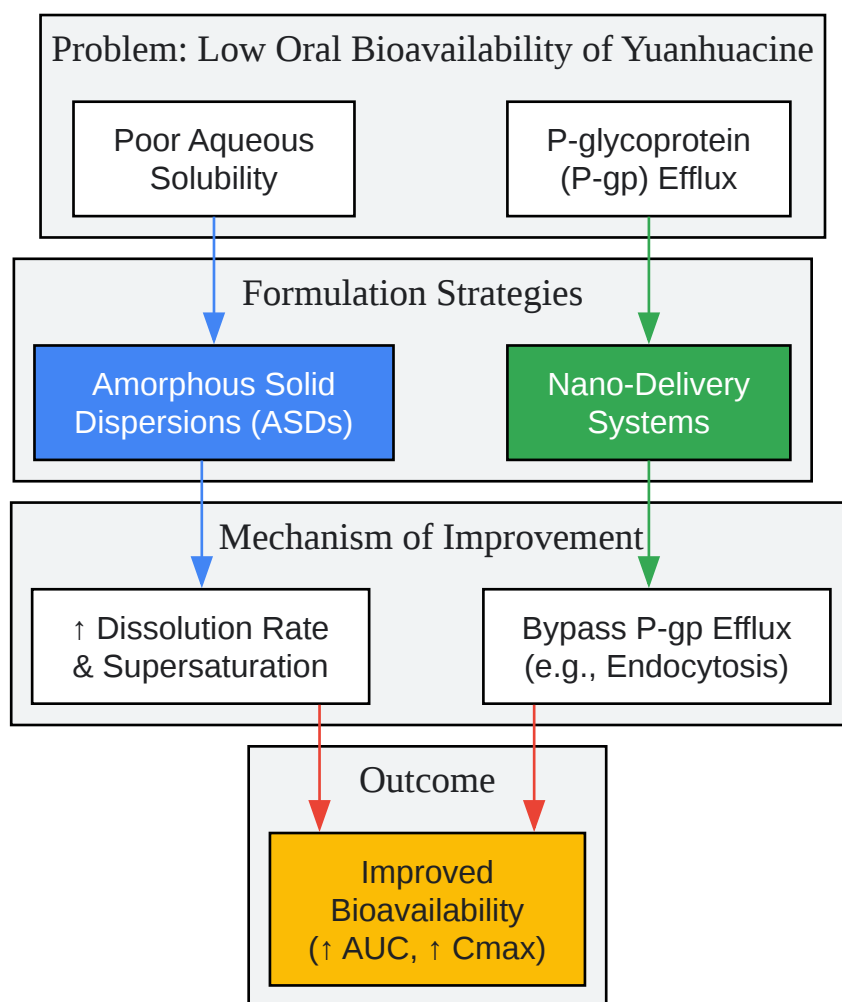 Problem: Low Oral Bioavailability of Yuanhuacine
Poor Aqueous
Solubility
P-glycoprotein
(P-gp) Efflux
Formulation Strategies
Amorphous Solid
Dispersions (ASDs)
Nano-Delivery
Systems
Mechanism of Improvement
↑ Dissolution Rate
& Supersaturation
Bypass P-gp Efflux
(e.g., Endocytosis)
Outcome
Improved
Bioavailability
(↑ AUC, ↑ Cmax)